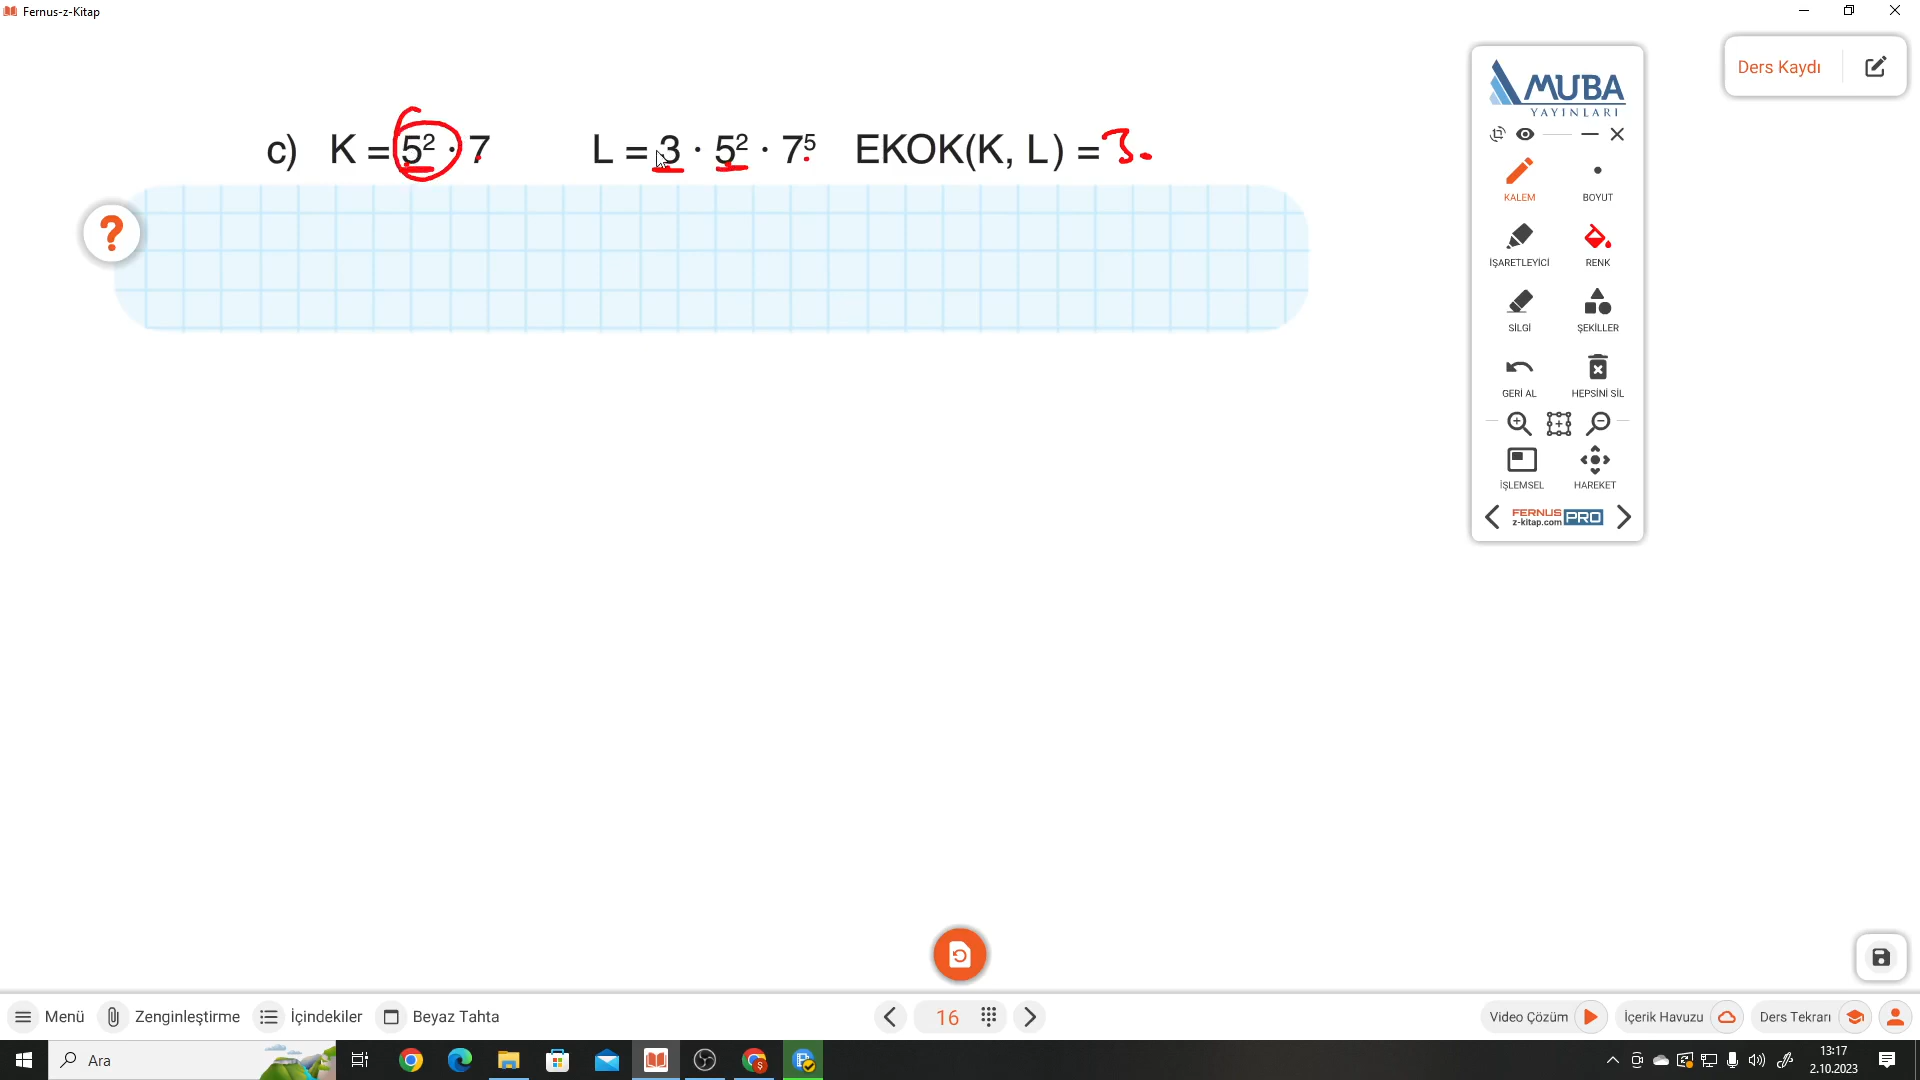 Fernus-z-Kitap
Ders Kaydı
MUBA
YAYINLARI
c) K = 5² · 7 L = 3 · 5² · 7⁵ EKOK(K, L) = 3.
?
KALEM BOYUT
İŞARETLEYİCİ RENK
SİLGİ ŞEKİLLER
GERİ AL HEPSİNİ SİL
İŞLEMSEL HAREKET
FERNUS PRO
z-kitap.com
Menü Zenginleştirme İçindekiler Beyaz Tahta 16 Video Çözüm İçerik Havuzu Ders Tekrarı
Ara
13:17
2.10.2023